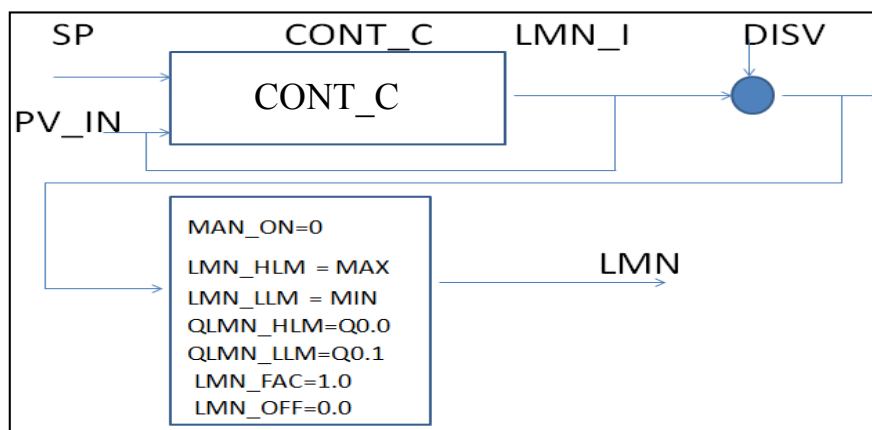 SP CONT_C LMN_I DISV
CONT_C
PV_IN
MAN_ON=0
LMN_HLM = MAX
LMN
LMN_LLM = MIN
QLMN_HLM=Q0.0
QLMN_LLM=Q0.1
LMN_FAC=1.0
LMN_OFF=0.0